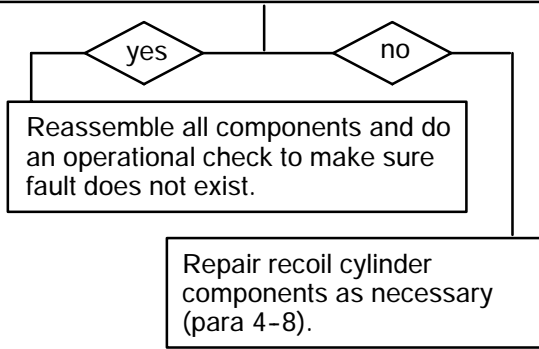 yes
no
Reassemble all components and do
an operational check to make sure
fault does not exist.
Repair recoil cylinder
components as necessary
(para 4-8).